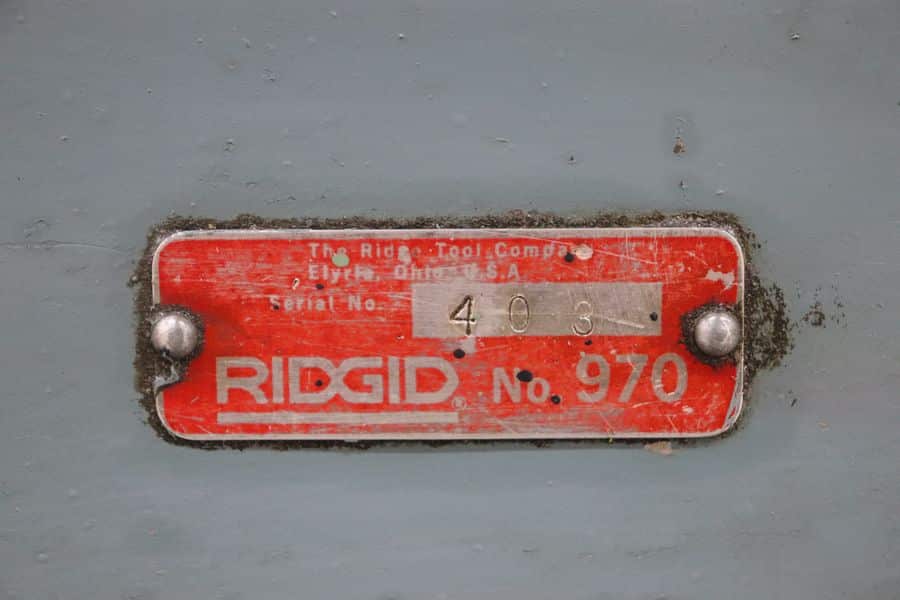 The Ridge Tool Company
Elyria, Ohio U.S.A.
Serial No. 403
RIDGID® No. 970